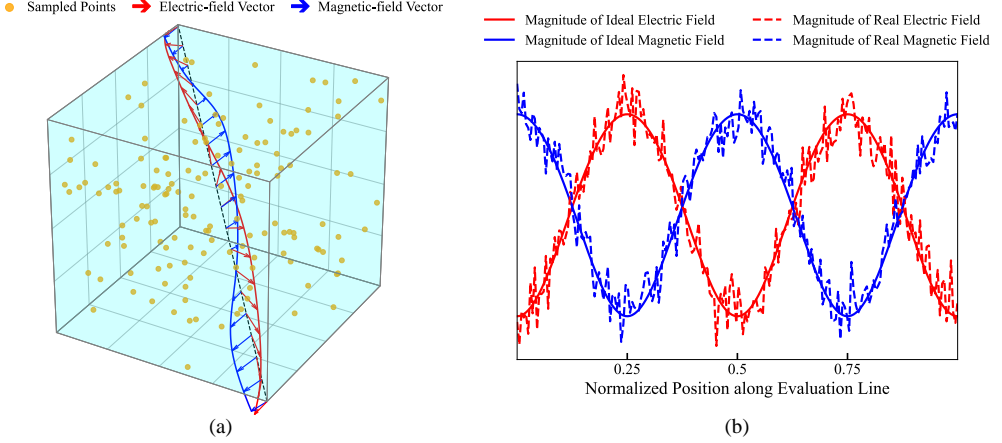 Sampled Points Electric-field Vector Magnetic-field Vector
(a)
Magnitude of Ideal Electric Field Magnitude of Real Electric Field
Magnitude of Ideal Magnetic Field Magnitude of Real Magnetic Field
0.25 0.5 0.75
Normalized Position along Evaluation Line
(b)